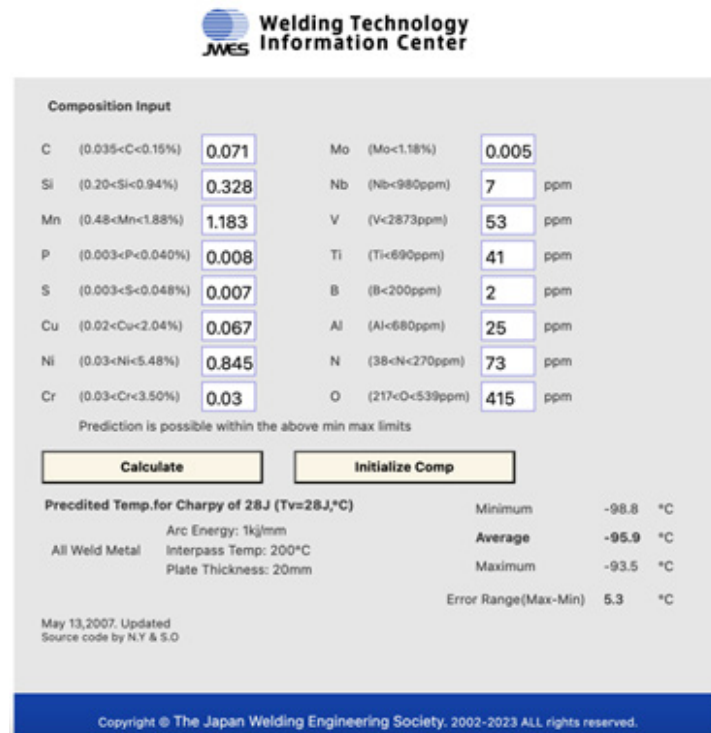 JWES
Welding Technology
Information Center
Composition Input
C (0.035<C<0.15%) 0.071 Mo (Mo<1.18%) 0.005
Si (0.20<Si<0.94%) 0.328 Nb (Nb<980ppm) 7 ppm
Mn (0.48<Mn<1.88%) 1.183 V (V<2873ppm) 53 ppm
P (0.003<P<0.040%) 0.008 Ti (Ti<690ppm) 41 ppm
S (0.003<S<0.048%) 0.007 B (B<200ppm) 2 ppm
Cu (0.02<Cu<2.04%) 0.067 Al (Al<680ppm) 25 ppm
Ni (0.03<Ni<5.48%) 0.845 N (38<N<270ppm) 73 ppm
Cr (0.03<Cr<3.50%) 0.03 O (217<O<539ppm) 415 ppm
Prediction is possible within the above min max limits
Calculate Initialize Comp
Precdited Temp.for Charpy of 28J (Tv=28J,°C) Minimum -98.8 °C
Arc Energy: 1kj/mm Average -95.9 °C
All Weld Metal Interpass Temp: 200°C
Plate Thickness: 20mm Maximum -93.5 °C
Error Range(Max-Min) 5.3 °C
May 13,2007. Updated
Source code by N.Y & S.O
Copyright © The Japan Welding Engineering Society. 2002-2023 ALL rights reserved.